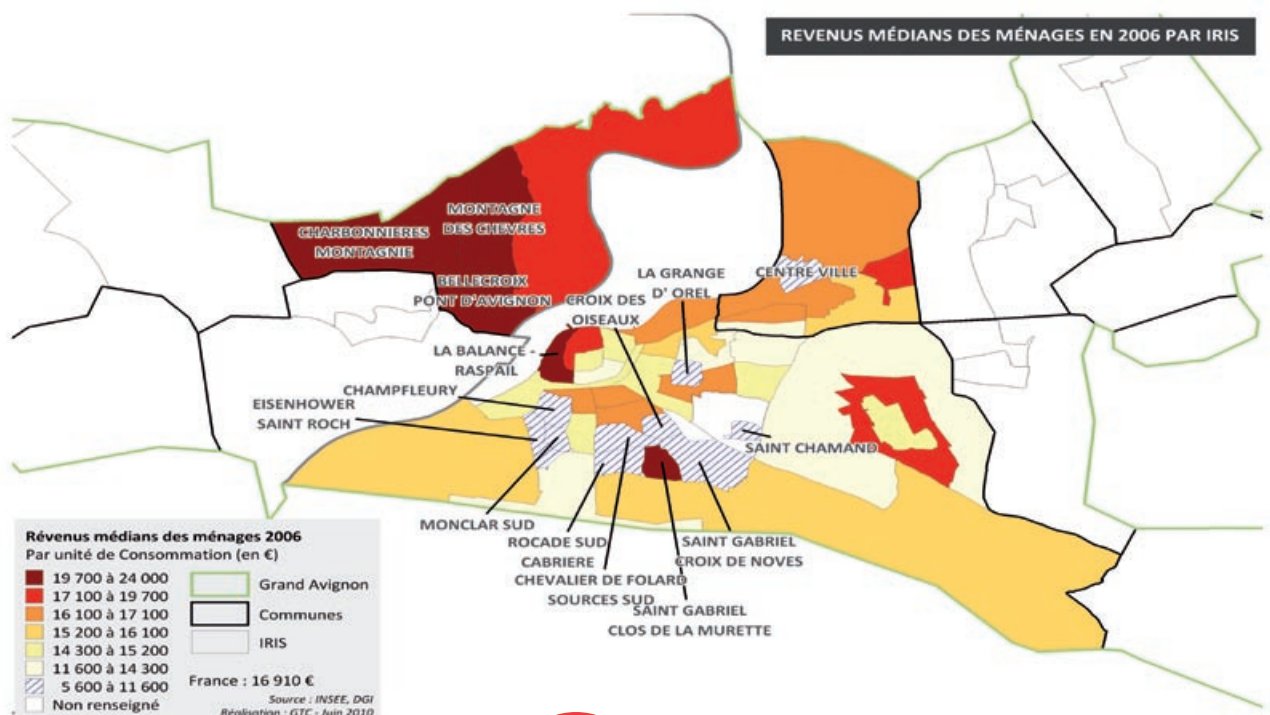 REVENUS MÉDIANS DES MÉNAGES EN 2006 PAR IRIS
MONTAGNE
DES CHEVRES
CHARBONNIERES
MONTAGNIE
BELLECROIX
PONT D'AVIGNON
LA GRANGE
D' OREL
CENTRE VILLE
CROIX DES
OISEAUX
LA BALANCE -
RASPAIL
CHAMPFLEURY
EISENHOWER
SAINT ROCH
SAINT CHAMAND
MONCLAR SUD
ROCADE SUD
CABRIERE
CHEVALIER DE FOLARD
SOURCES SUD
SAINT GABRIEL
CROIX DE NOVES
SAINT GABRIEL
CLOS DE LA MURETTE
Révenus médians des ménages 2006
Par unité de Consommation (en €)
19 700 à 24 000
17 100 à 19 700
16 100 à 17 100
15 200 à 16 100
14 300 à 15 200
11 600 à 14 300
5 600 à 11 600
Non renseigné
Grand Avignon
Communes
IRIS
France : 16 910 €
Source : INSEE, DGI
Réalisation : GTC - Juin 2010